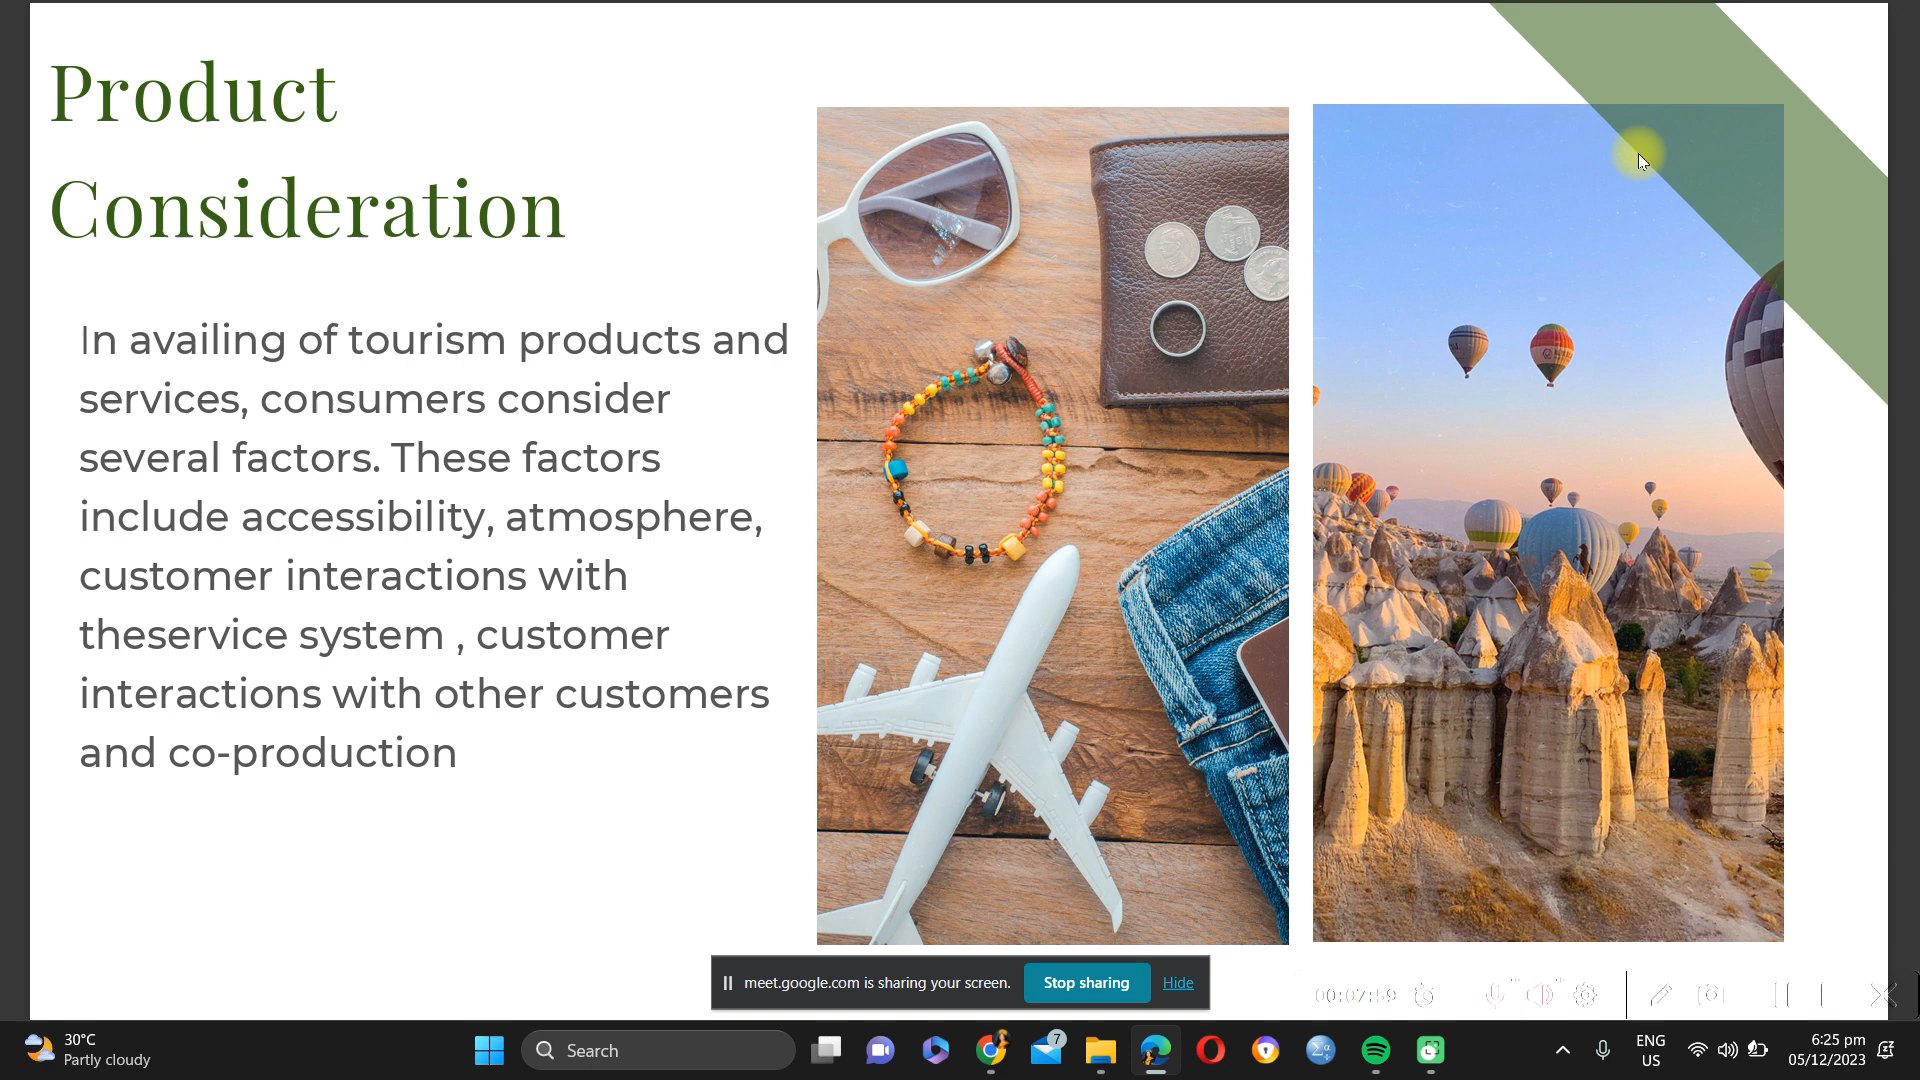 Product
Consideration
In availing of tourism products and
services, consumers consider
several factors. These factors
include accessibility, atmosphere,
customer interactions with
theservice system , customer
interactions with other customers
and co-production
meet.google.com is sharing your screen.
Stop sharing
Hide
00:07:59
30°C
Partly cloudy
Search
7
ENG
US
6:25 pm
05/12/2023